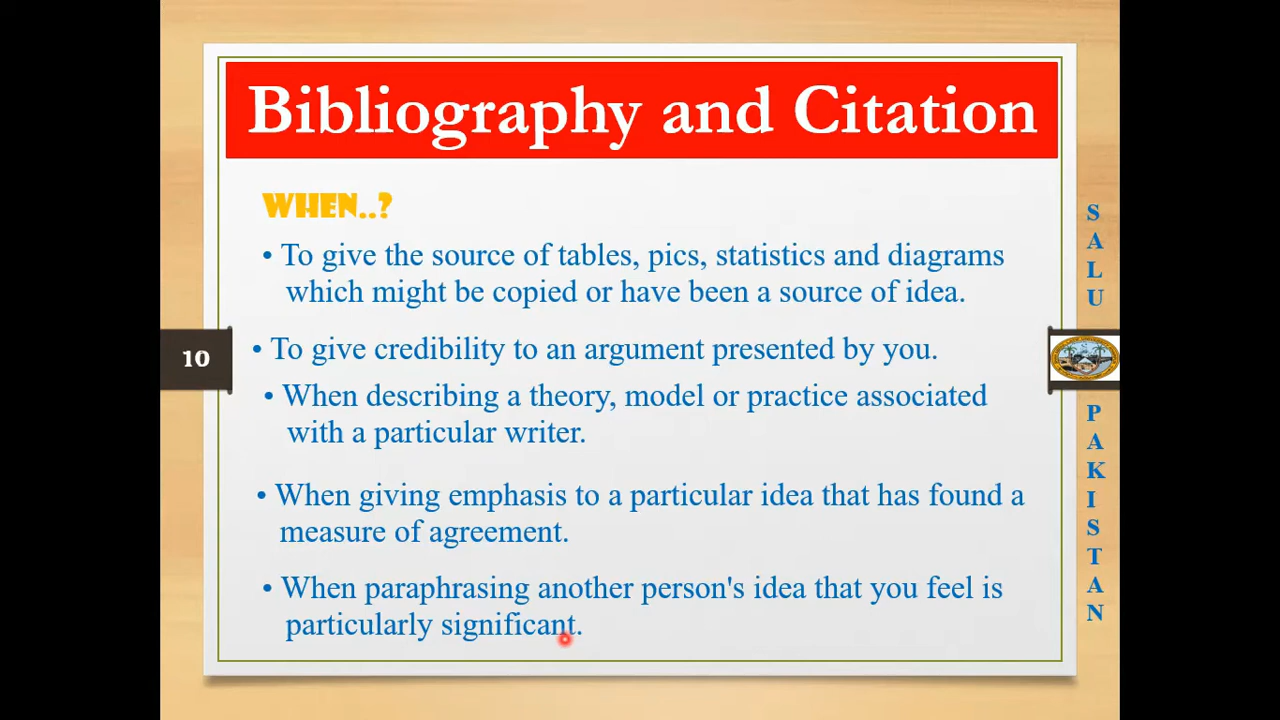 Bibliography and Citation
WHEN..?
• To give the source of tables, pics, statistics and diagrams
which might be copied or have been a source of idea.
• To give credibility to an argument presented by you.
• When describing a theory, model or practice associated
with a particular writer.
• When giving emphasis to a particular idea that has found a
measure of agreement.
• When paraphrasing another person's idea that you feel is
particularly significant.
10
S
A
L
U
P
A
K
I
S
T
A
N